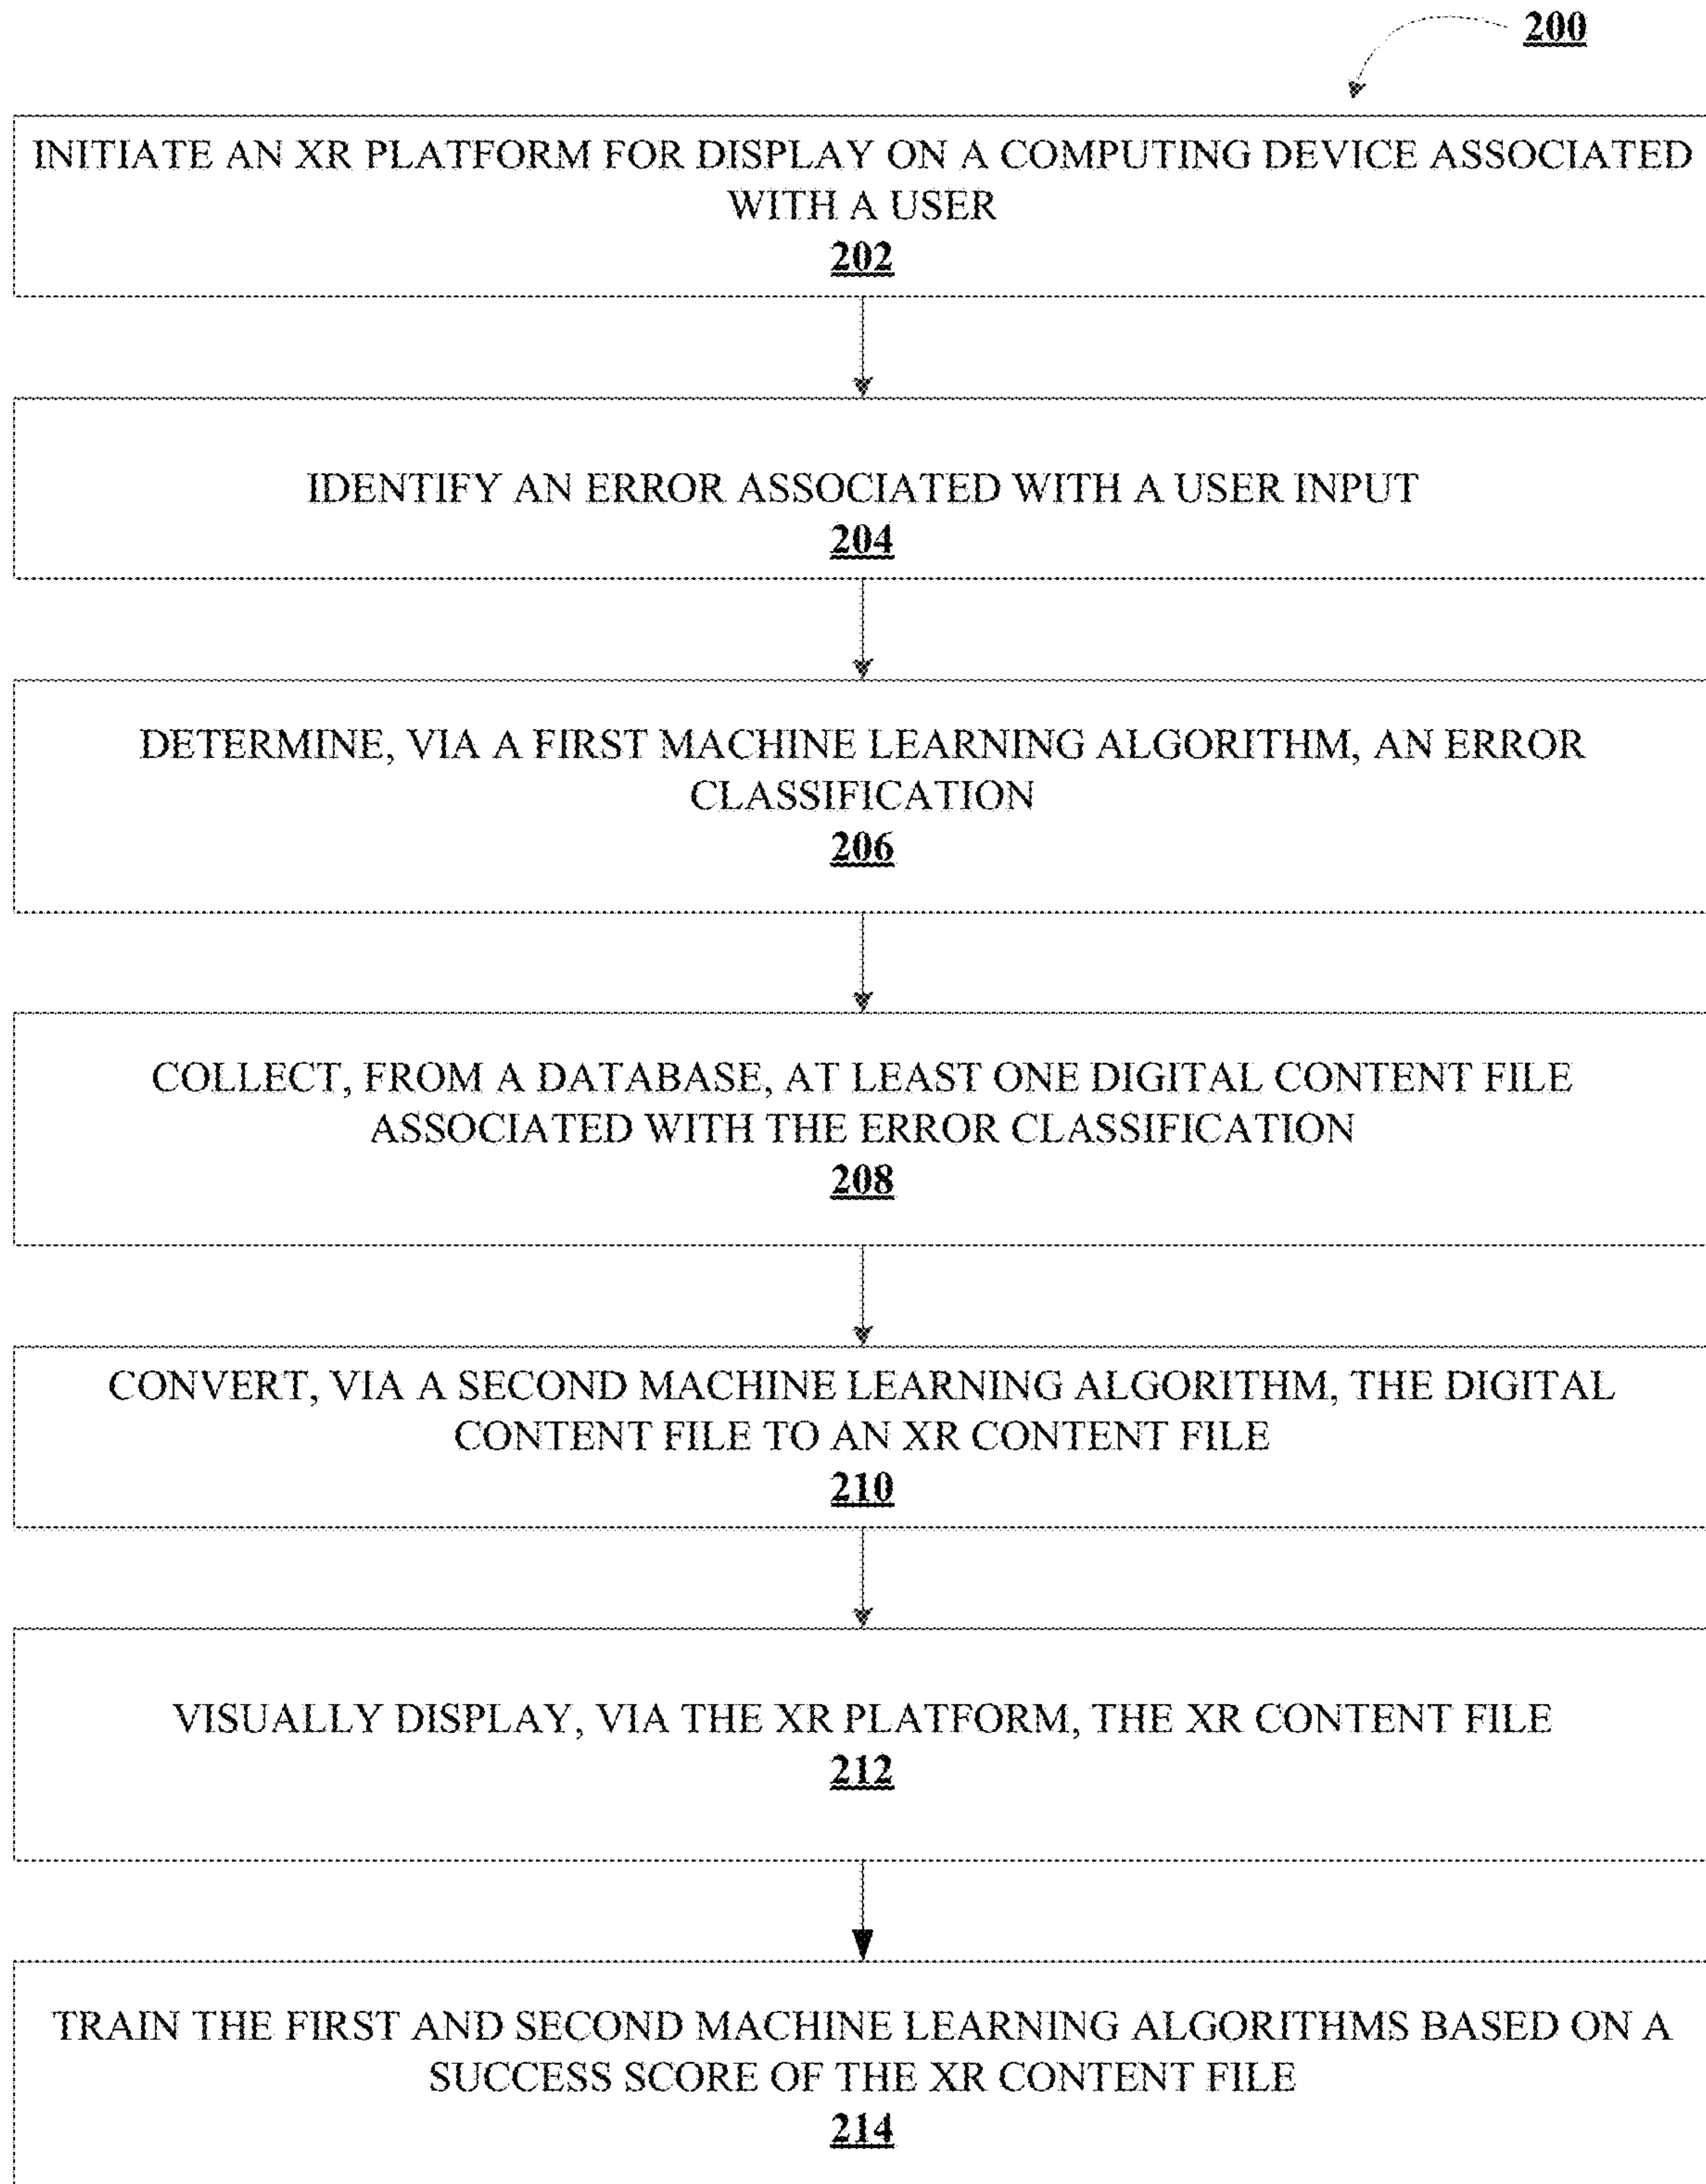 200
INITIATE AN XR PLATFORM FOR DISPLAY ON A COMPUTING DEVICE ASSOCIATED
WITH A USER
202
IDENTIFY AN ERROR ASSOCIATED WITH A USER INPUT
204
DETERMINE, VIA A FIRST MACHINE LEARNING ALGORITHM, AN ERROR
CLASSIFICATION
206
COLLECT, FROM A DATABASE, AT LEAST ONE DIGITAL CONTENT FILE
ASSOCIATED WITH THE ERROR CLASSIFICATION
208
CONVERT, VIA A SECOND MACHINE LEARNING ALGORITHM, THE DIGITAL
CONTENT FILE TO AN XR CONTENT FILE
210
VISUALLY DISPLAY, VIA THE XR PLATFORM, THE XR CONTENT FILE
212
TRAIN THE FIRST AND SECOND MACHINE LEARNING ALGORITHMS BASED ON A
SUCCESS SCORE OF THE XR CONTENT FILE
214